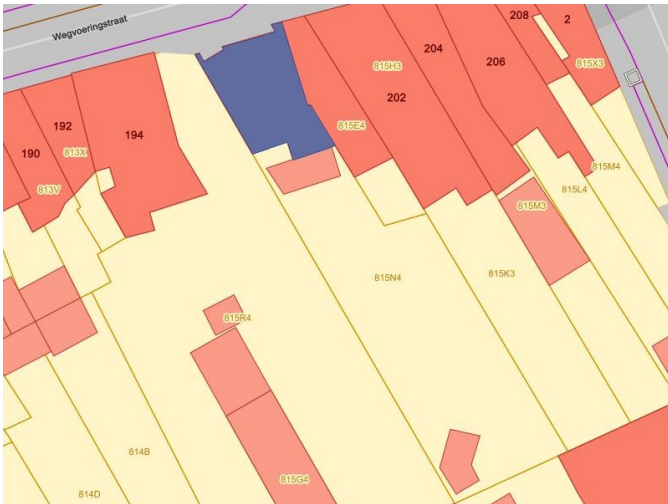 Wegvoeringstraat
208
2
204
206
815X3
815H3
202
192
194
190
813X
815E4
813V
815M4
815L4
815M3
815N4
815K3
815R4
814B
815G4
814D